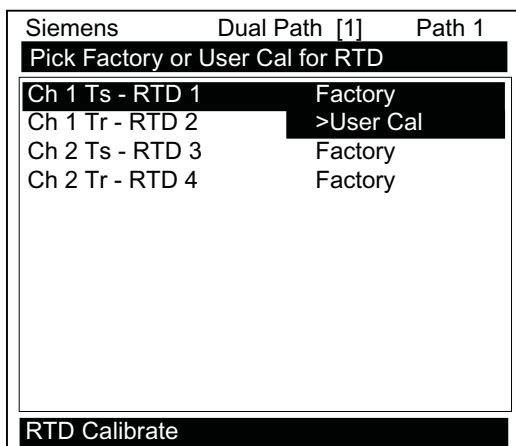 Siemens Dual Path [1] Path 1
Pick Factory or User Cal for RTD
Ch 1 Ts - RTD 1 Factory
Ch 1 Tr - RTD 2 >User Cal
Ch 2 Ts - RTD 3 Factory
Ch 2 Tr - RTD 4 Factory
RTD Calibrate